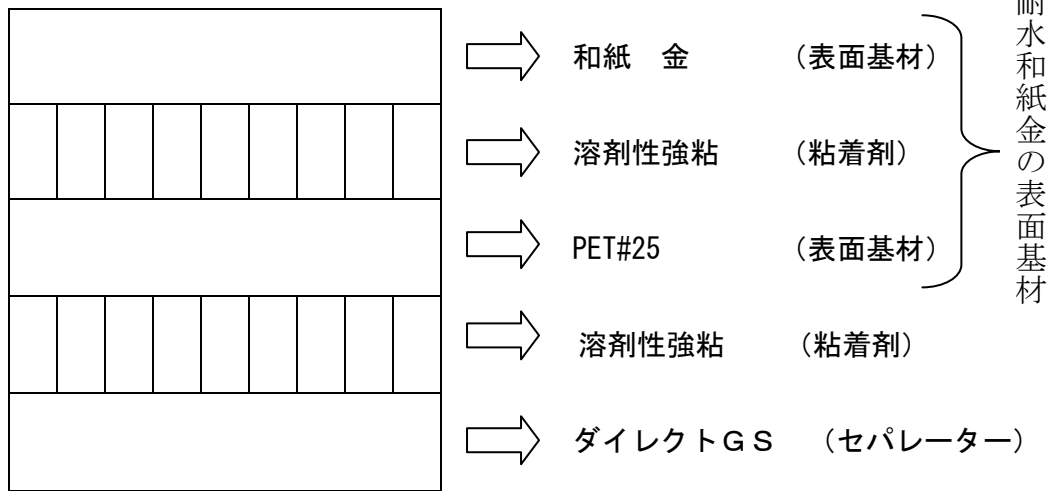 和紙　金　　　（表面基材）
溶剤性強粘　　（粘着剤）
PET#25　　　（表面基材）
溶剤性強粘　　（粘着剤）
ダイレクトＧＳ　（セパレーター）
耐水和紙金の表面基材